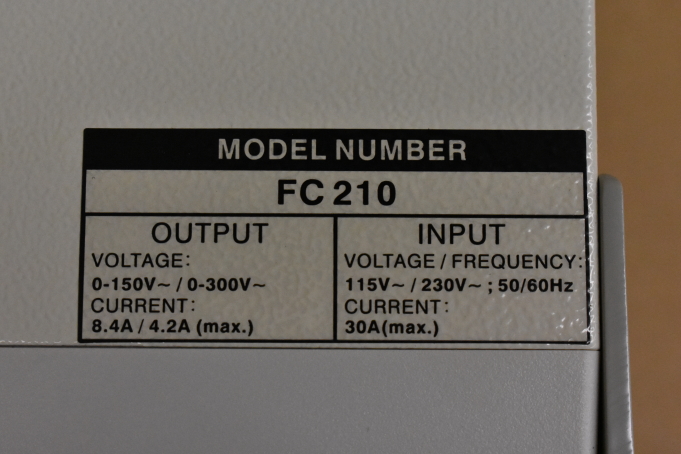 MODEL NUMBER
FC 210
OUTPUT
VOLTAGE:
0-150V~ / 0-300V~
CURRENT:
8.4A / 4.2A (max.)
INPUT
VOLTAGE / FREQUENCY:
115V~ / 230V~ ; 50/60Hz
CURRENT:
30A(max.)